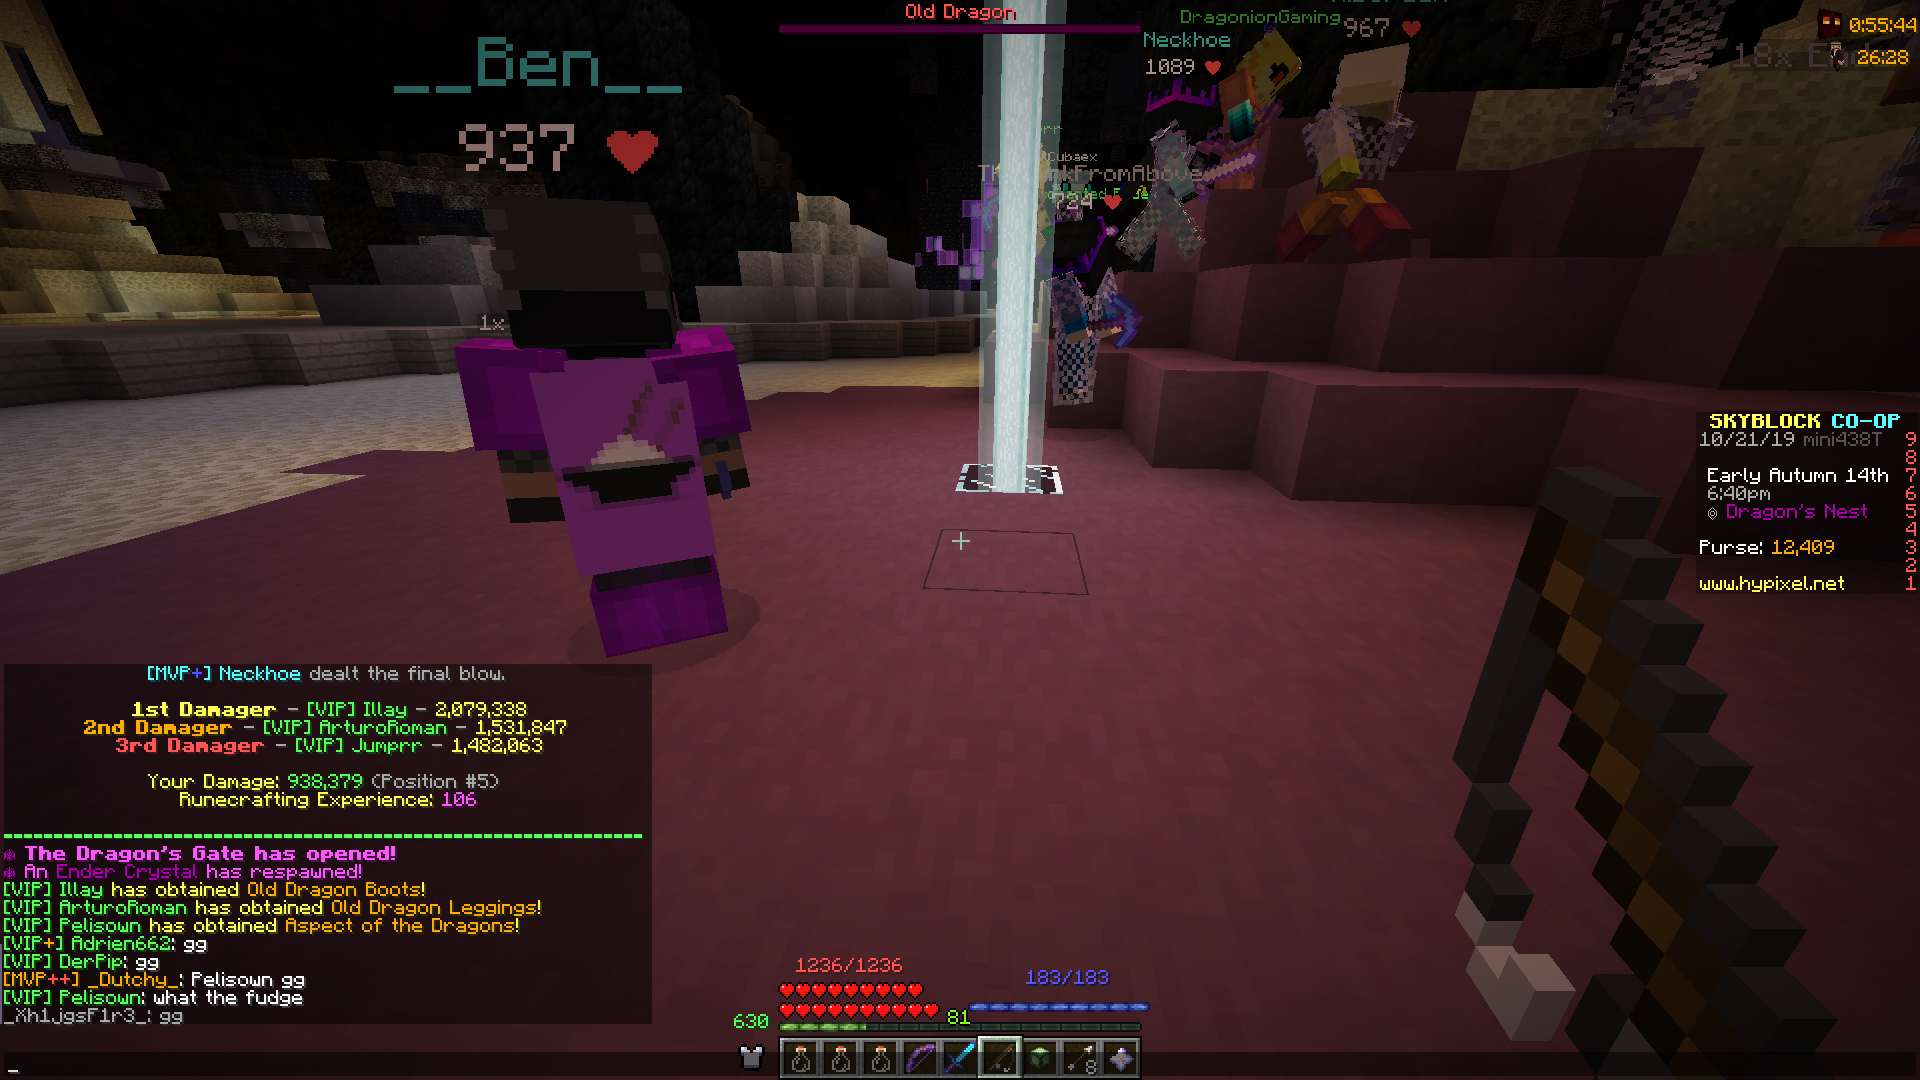 Old Dragon
DragonionGaming
967
Neckhoe
1089
0:55:44
26:28
__Ben__
937
Cubaex
724
1x
SKYBLOCK CO-OP
10/21/19 mini438T 9
8
Early Autumn 14th 7
6:40pm 6
Dragon's Nest 5
4
Purse: 12,409 3
2
www.hypixel.net 1
[MVP+] Neckhoe dealt the final blow.
1st Damager - [VIP] Illay - 2,079,338
2nd Damager - [VIP] ArturoRoman - 1,531,847
3rd Damager - [VIP] Jumprr - 1,482,063
Your Damage: 938,379 (Position #5)
Runecrafting Experience: 106
The Dragon's Gate has opened!
An Ender Crystal has respawned!
[VIP] Illay has obtained Old Dragon Boots!
[VIP] ArturoRoman has obtained Old Dragon Leggings!
[VIP] Pelisown has obtained Aspect of the Dragons!
[VIP+] Adrien662: gg
[VIP] DerPip: gg
[MVP++] _Dutchy_: Pelisown gg
[VIP] Pelisown: what the fudge
_Xh1.jgsF1r3_: gg
_
1236/1236
183/183
630
81
8